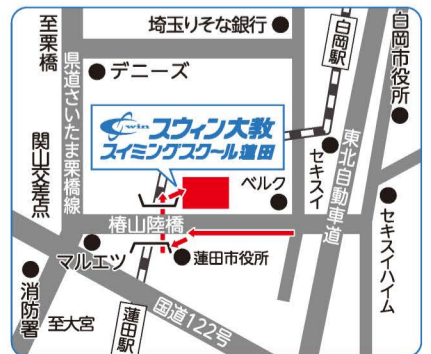 至栗橋
埼玉りそな銀行
白岡駅
白岡市役所
デニーズ
県道さいたま栗橋線
win
スウィン大教
スイミングスクール蓮田
東北自動車道
セキスイ
関山交差点
ベルク
椿山陸橋
セキスイハイム
マルエツ
蓮田市役所
消防署
至大宮
蓮田駅
国道122号